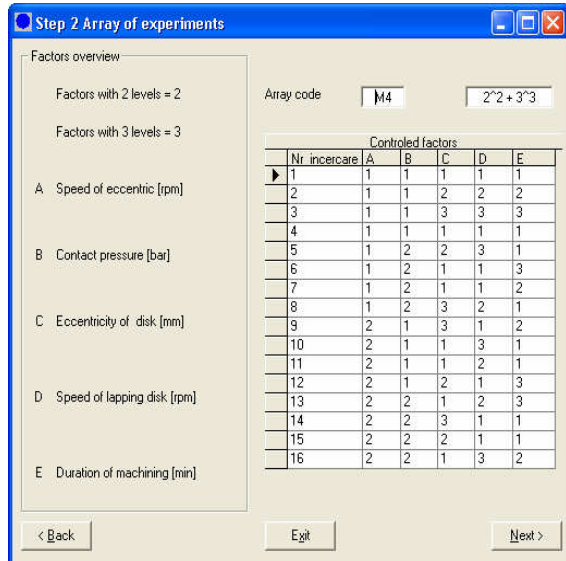 Step 2 Array of experiments
Factors overview
Factors with 2 levels = 2
Factors with 3 levels = 3
A Speed of eccentric [rpm]
B Contact pressure [bar]
C Eccentricity of disk [mm]
D Speed of lapping disk [rpm]
E Duration of machining [min]
Array code M4 2^2 + 3^3
Controled factors
Nr incercare A B C D E
1 1 1 1 1 1
2 1 1 2 2 2
3 1 1 3 3 3
4 1 1 1 1 1
5 1 2 2 3 1
6 1 2 1 1 3
7 1 2 1 1 2
8 1 2 3 2 1
9 2 1 3 1 2
10 2 1 1 3 1
11 2 1 1 2 1
12 2 1 2 1 3
13 2 2 1 2 3
14 2 2 3 1 1
15 2 2 2 1 1
16 2 2 1 3 2
< Back Exit Next >